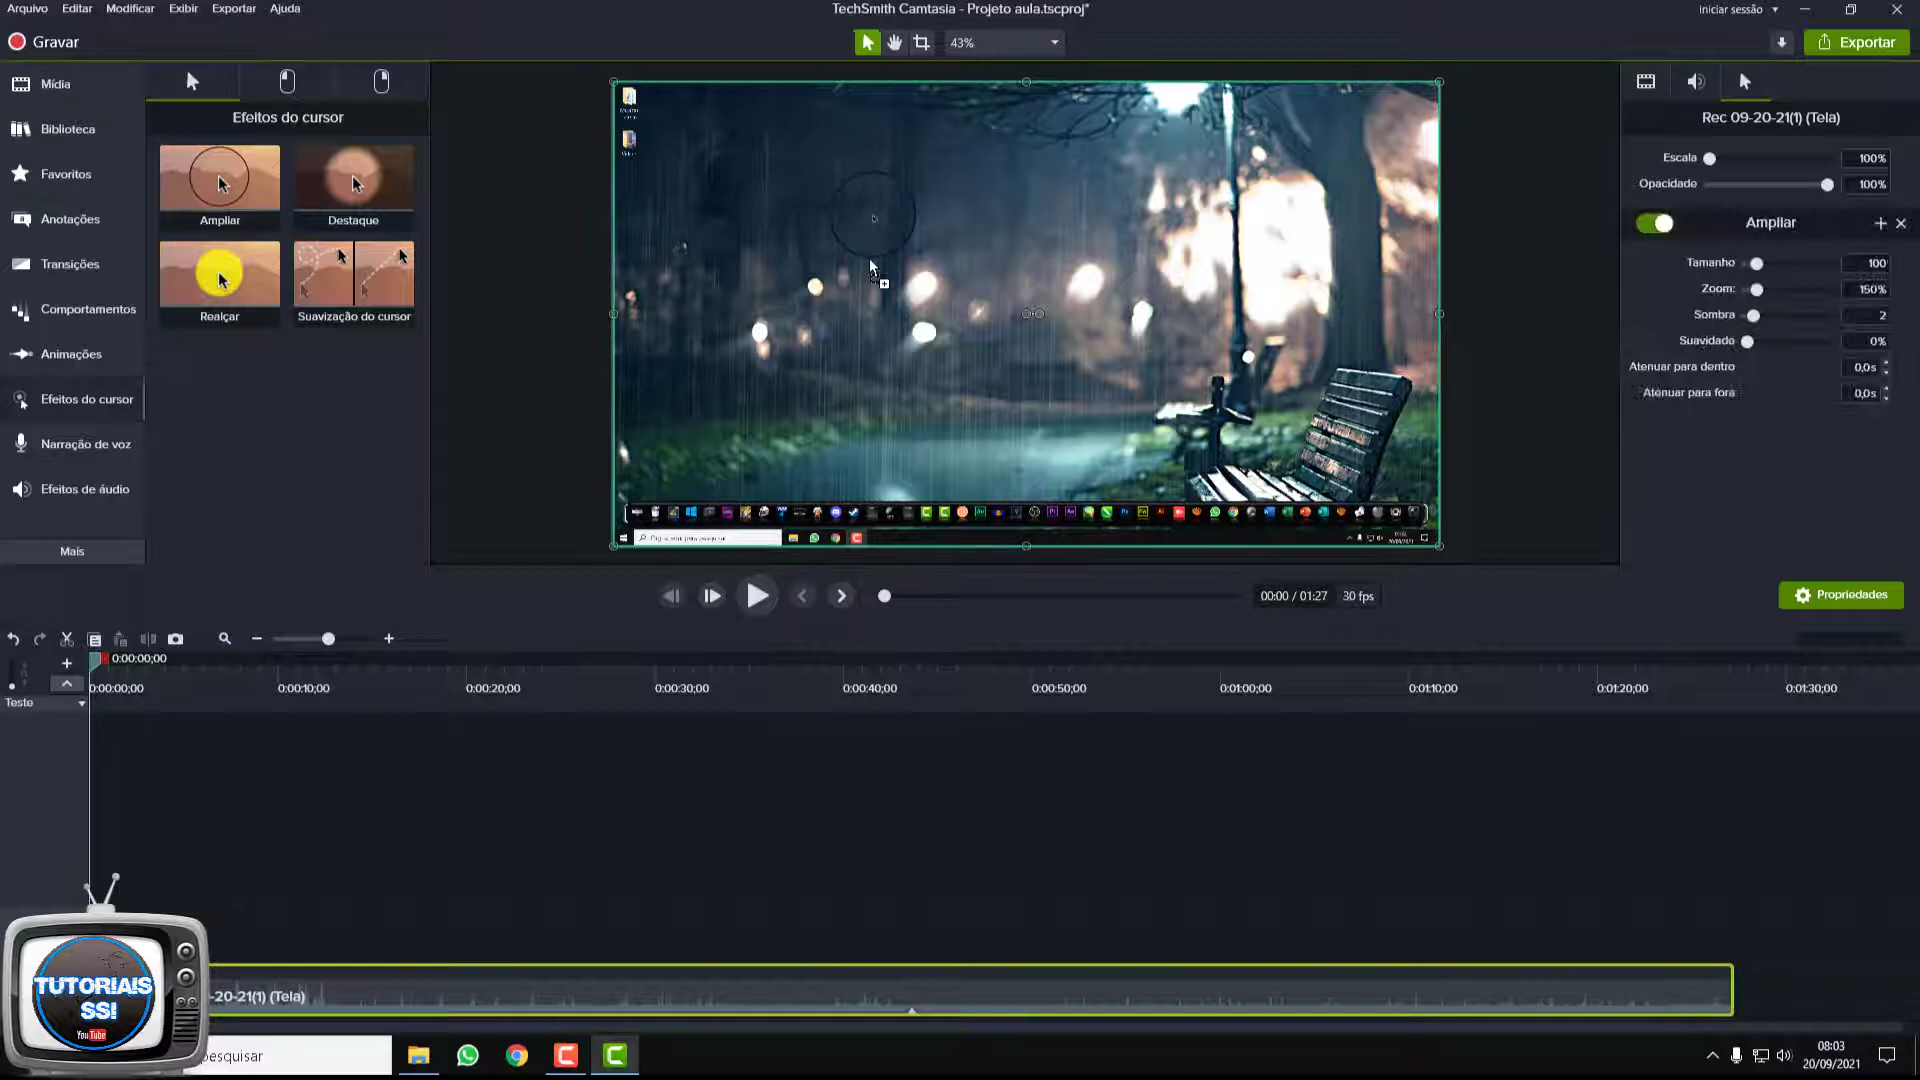 Arquivo Editar Modificar Exibir Exportar Ajuda
TechSmith Camtasia - Projeto aula.tscproj*
Iniciar sessão
Gravar
43%
Exportar
Mídia
Biblioteca
Favoritos
Anotações
Transições
Comportamentos
Animações
Efeitos do cursor
Narração de voz
Efeitos de áudio
Mais
Efeitos do cursor
Ampliar
Destaque
Realçar
Suavização do cursor
Rec 09-20-21(1) (Tela)
Escala 100%
Opacidade 100%
Ampliar
Tamanho 100
Zoom: 150%
Sombra 2
Suavidade 0%
Atenuar para dentro 0,0s
Atenuar para fora 0,0s
00:00 / 01:27 30 fps
Propriedades
0:00:00;00
0:00:00;00 0:00:10;00 0:00:20;00 0:00:30;00 0:00:40;00 0:00:50;00 0:01:00;00 0:01:10;00 0:01:20;00 0:01:30;00
Teste
-20-21(1) (Tela)
TUTORIAIS
SS!
YouTube
pesquisar
08:03
20/09/2021